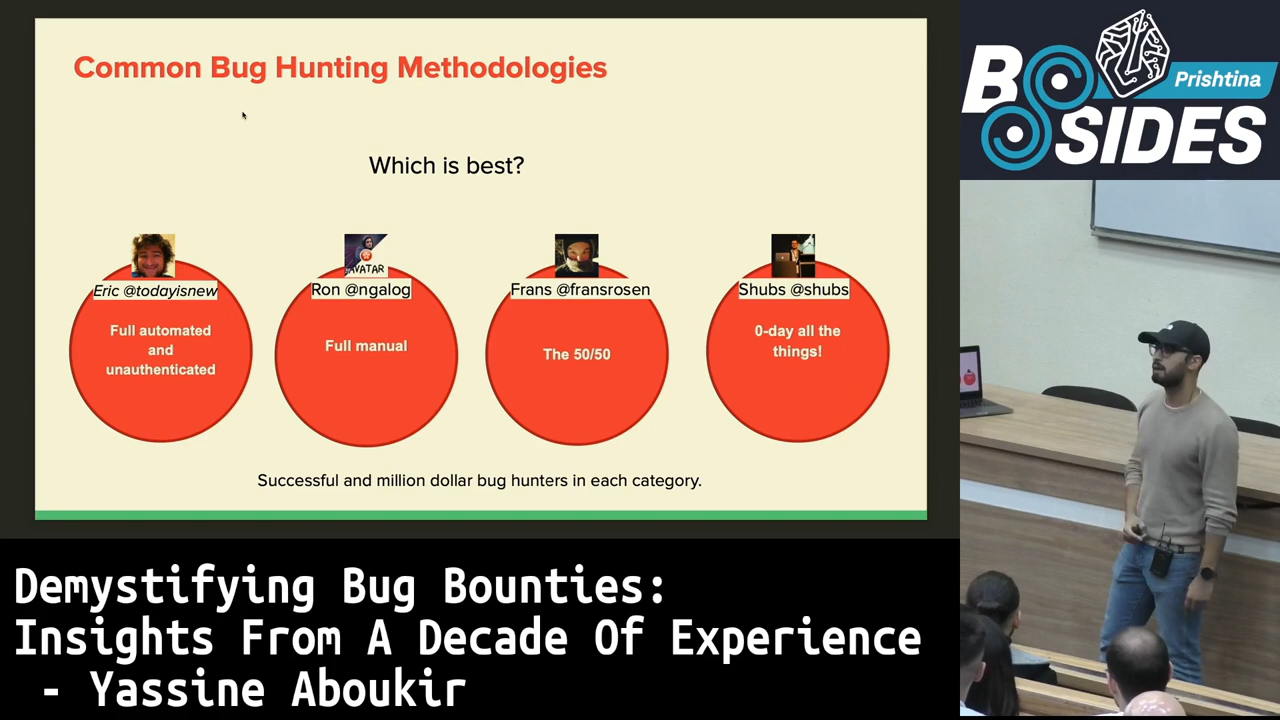 Common Bug Hunting Methodologies
Which is best?
AVATAR
Eric @todayisnew
Ron @ngalog
Frans @fransrosen
Shubs @shubs
Full automated
and
unauthenticated
Full manual
The 50/50
0-day all the
things!
Successful and million dollar bug hunters in each category.
BSIDES
Prishtina
Demystifying Bug Bounties:
Insights From A Decade Of Experience
- Yassine Aboukir